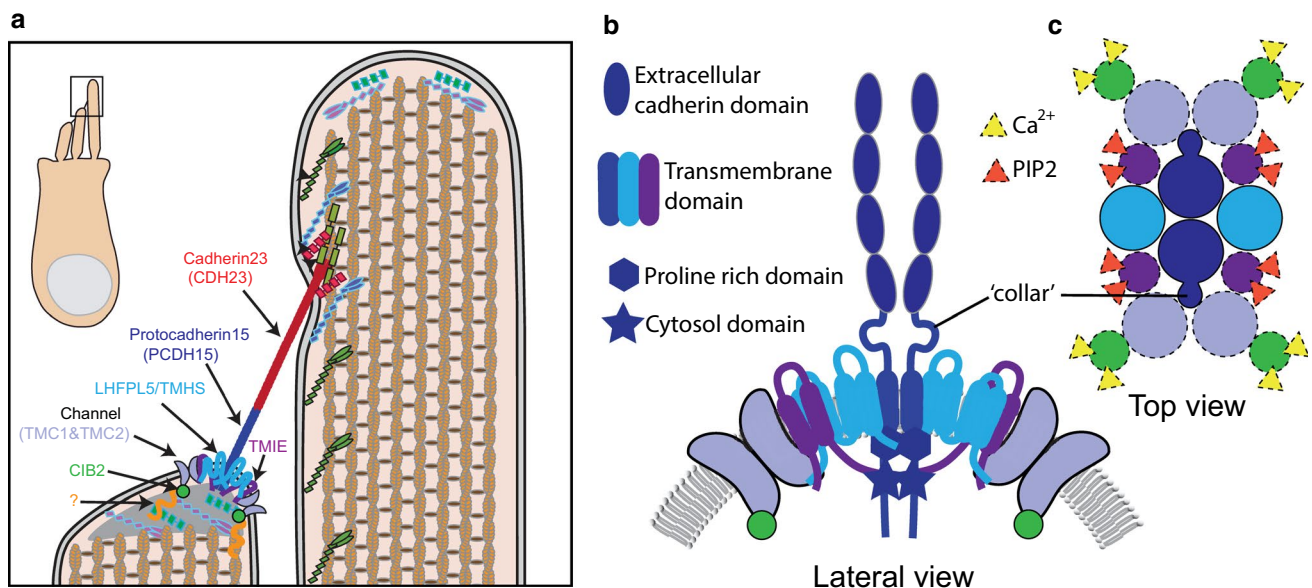 a
Cadherin23
(CDH23)
Protocadherin15
(PCDH15)
LHFPL5/TMHS
Channel
(TMC1&TMC2)
TMIE
CIB2
?
b
Extracellular
cadherin domain
Transmembrane
domain
Proline rich domain
Cytosol domain
'collar'
Lateral view
c
Ca2+
PIP2
Top view